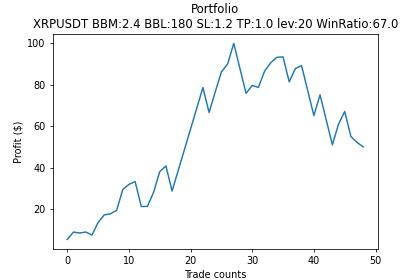 Portfolio
XRPUSDT BBM:2.4 BBL:180 SL:1.2 TP:1.0 lev:20 WinRatio:67.0
100
80
60
40
20
Profit ($)
0 10 20 30 40 50
Trade counts